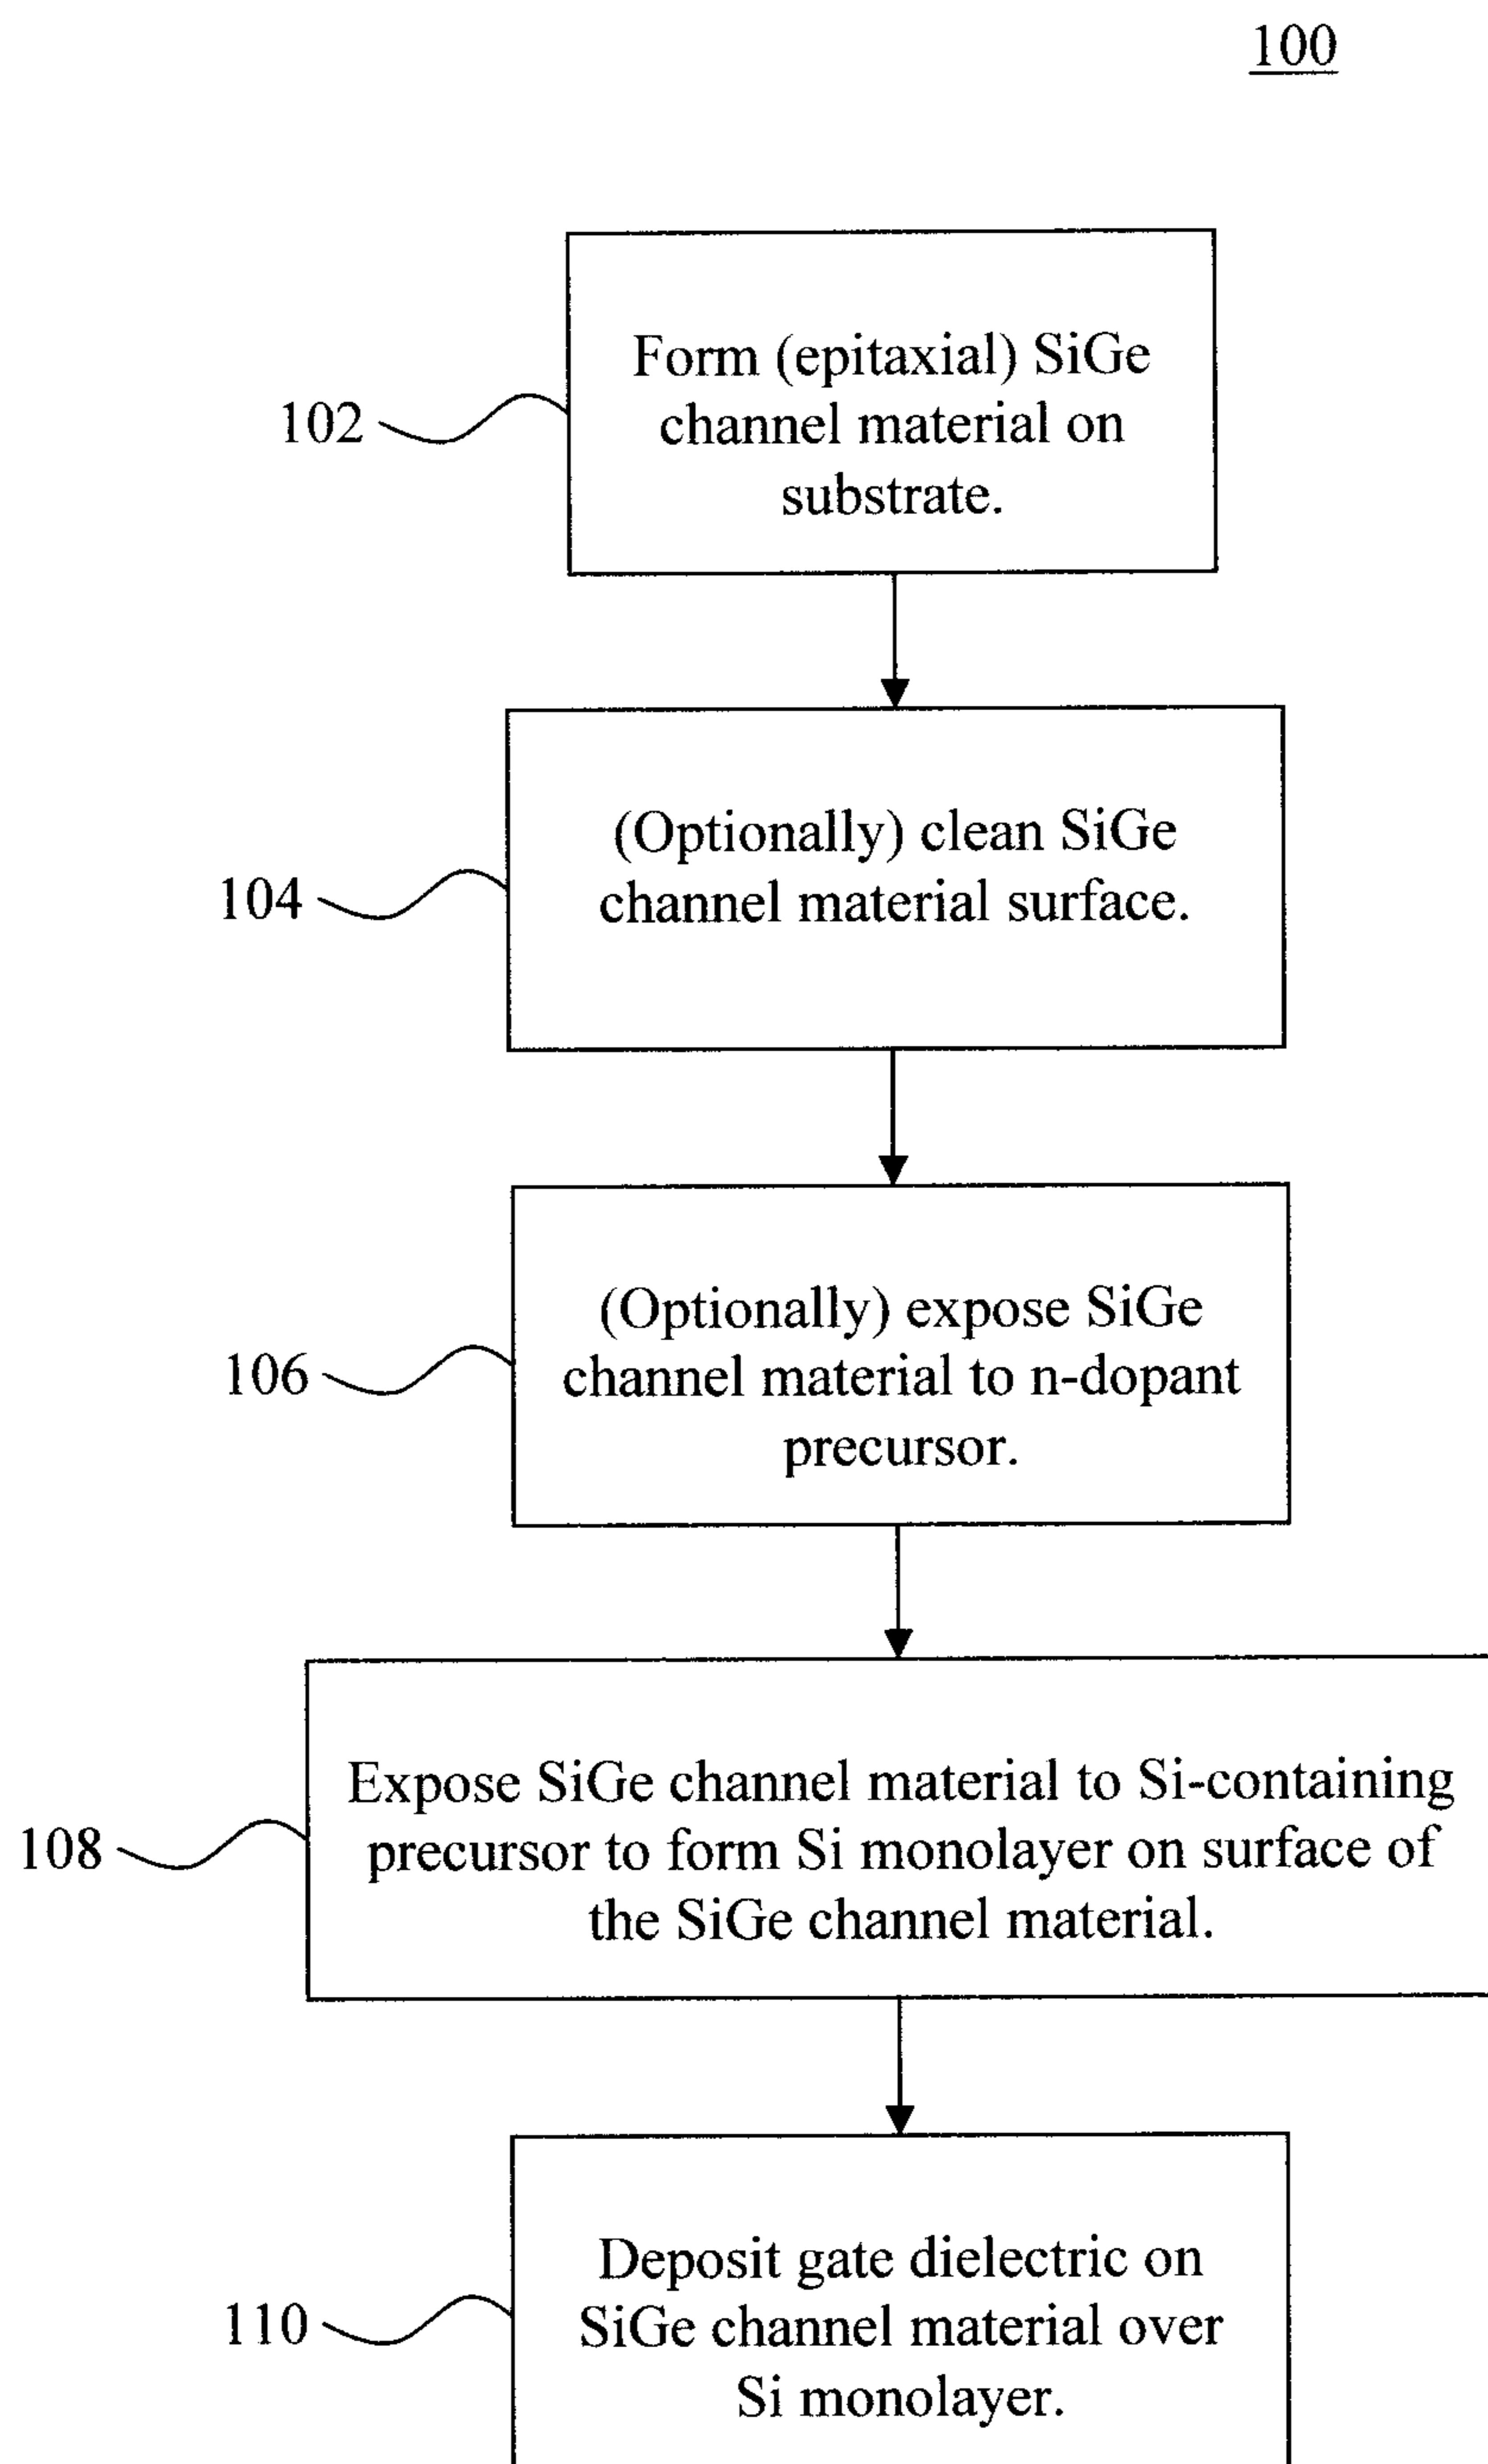 100
Form (epitaxial) SiGe
channel material on
substrate.
102
(Optionally) clean SiGe
channel material surface.
104
(Optionally) expose SiGe
channel material to n-dopant
precursor.
106
Expose SiGe channel material to Si-containing
precursor to form Si monolayer on surface of
the SiGe channel material.
108
Deposit gate dielectric on
SiGe channel material over
Si monolayer.
110